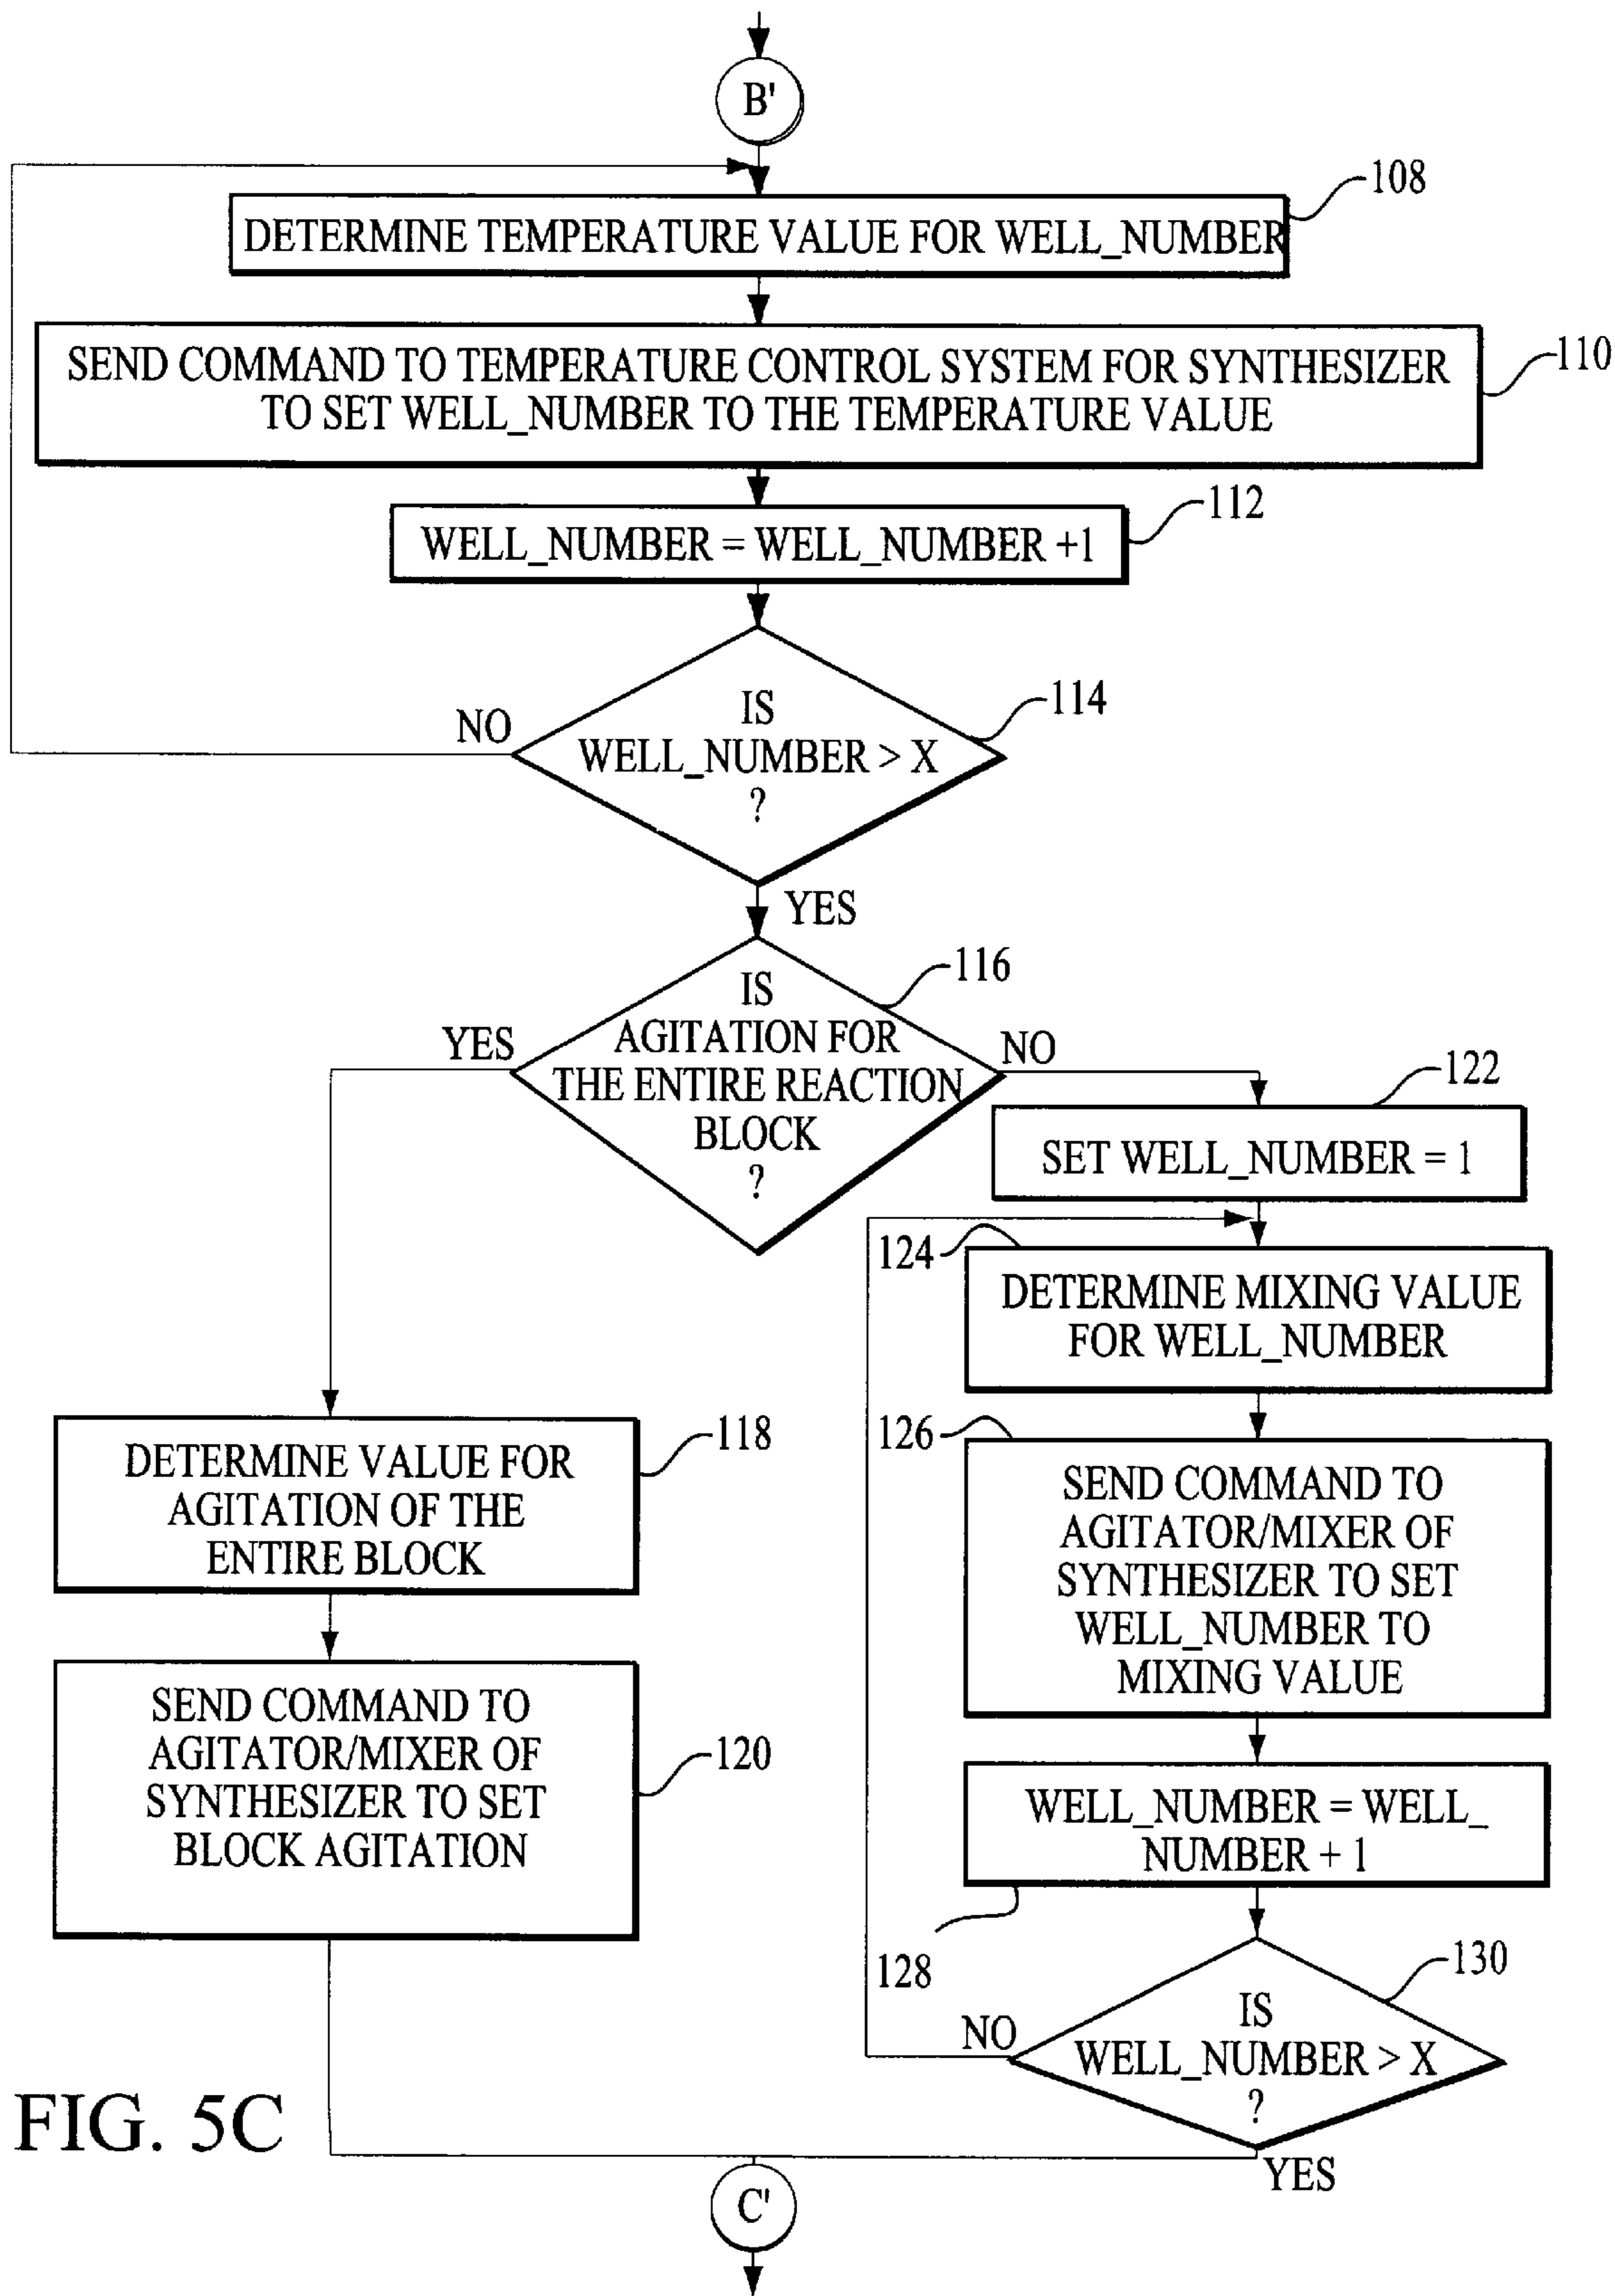 B'
108
DETERMINE TEMPERATURE VALUE FOR WELL_NUMBER
110
SEND COMMAND TO TEMPERATURE CONTROL SYSTEM FOR SYNTHESIZER
TO SET WELL_NUMBER TO THE TEMPERATURE VALUE
112
WELL_NUMBER = WELL_NUMBER +1
114
NO
IS
WELL_NUMBER > X
?
YES
116
IS
AGITATION FOR
THE ENTIRE REACTION
BLOCK
?
YES
NO
122
SET WELL_NUMBER = 1
124
DETERMINE MIXING VALUE
FOR WELL_NUMBER
118
DETERMINE VALUE FOR
AGITATION OF THE
ENTIRE BLOCK
126
SEND COMMAND TO
AGITATOR/MIXER OF
SYNTHESIZER TO SET
WELL_NUMBER TO
MIXING VALUE
120
SEND COMMAND TO
AGITATOR/MIXER OF
SYNTHESIZER TO SET
BLOCK AGITATION
WELL_NUMBER = WELL_
NUMBER + 1
128
130
NO
IS
WELL_NUMBER > X
?
YES
FIG. 5C
C'